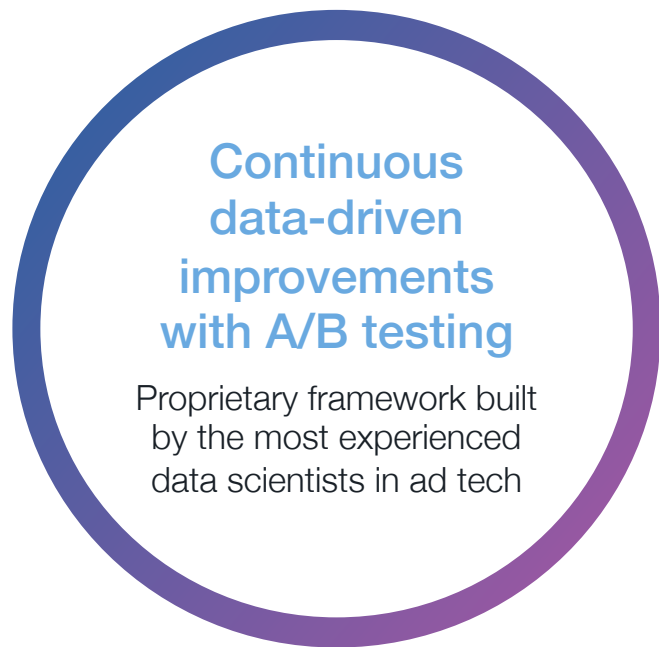 Continuous
data-driven
improvements
with A/B testing
Proprietary framework built
by the most experienced
data scientists in ad tech